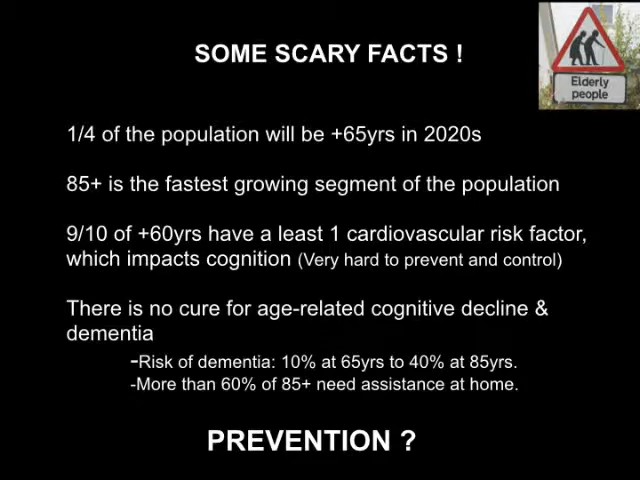 SOME SCARY FACTS !
Elderly
people
1/4 of the population will be +65yrs in 2020s
85+ is the fastest growing segment of the population
9/10 of +60yrs have a least 1 cardiovascular risk factor,
which impacts cognition (Very hard to prevent and control)
There is no cure for age-related cognitive decline &
dementia
-Risk of dementia: 10% at 65yrs to 40% at 85yrs.
-More than 60% of 85+ need assistance at home.
PREVENTION ?